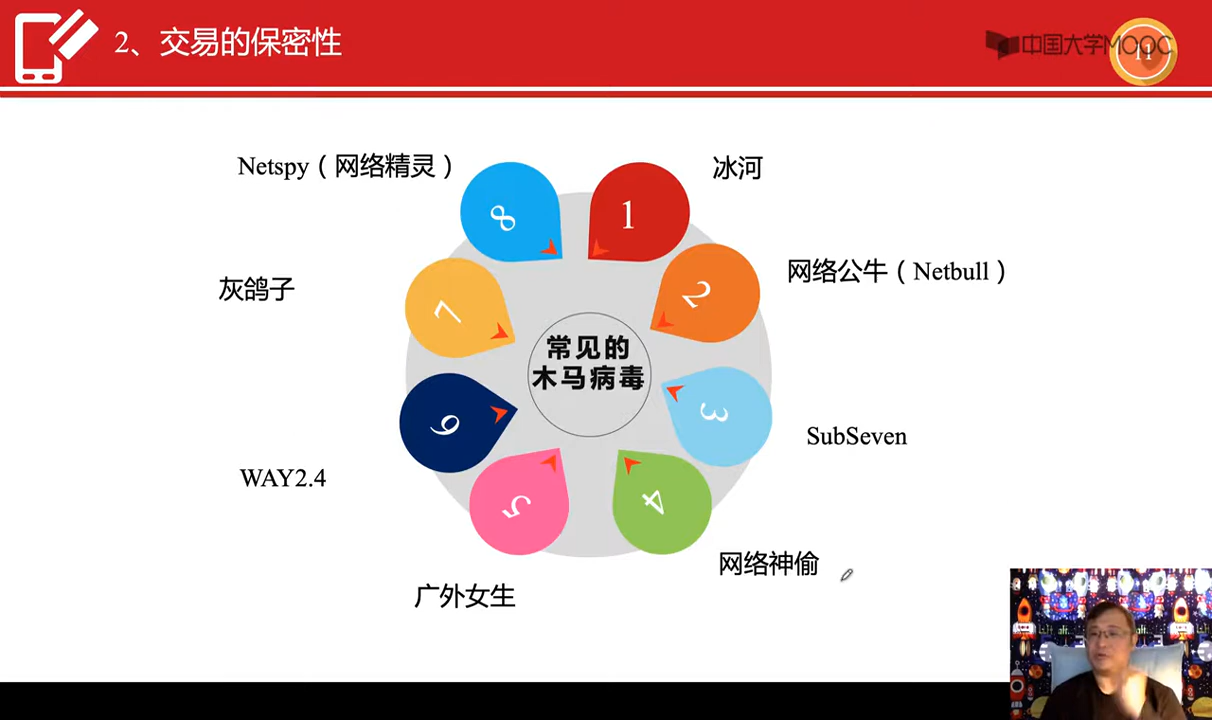 2、交易的保密性
中国大学MOOC
11
Netspy（网络精灵）
8
1
冰河
2
网络公牛（Netbull）
灰鸽子
7
常见的
木马病毒
6
3
SubSeven
WAY2.4
5
4
网络神偷
广外女生